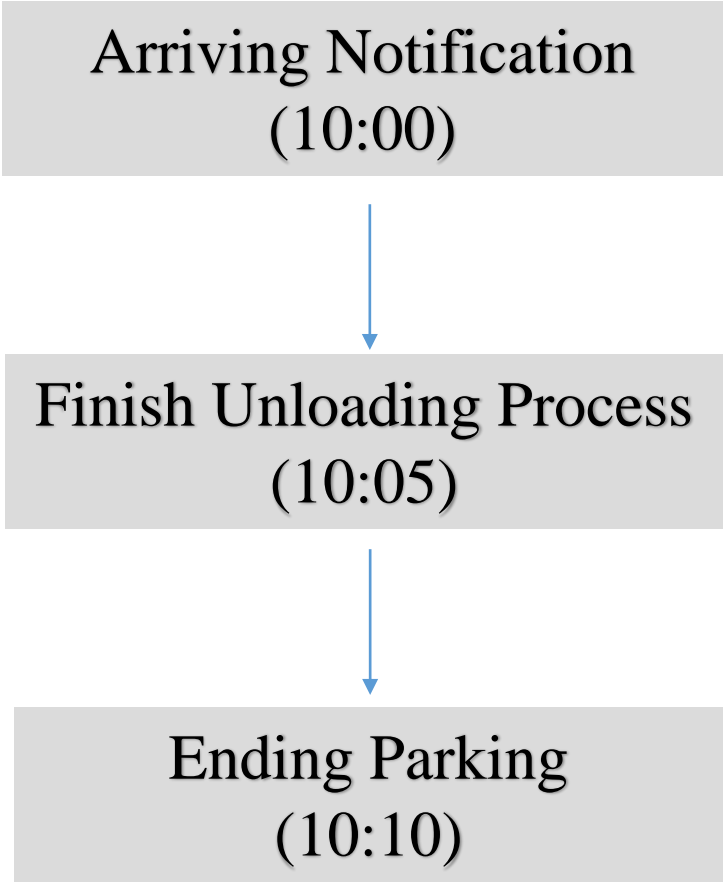 Arriving Notification
(10:00)
Finish Unloading Process
(10:05)
Ending Parking
(10:10)